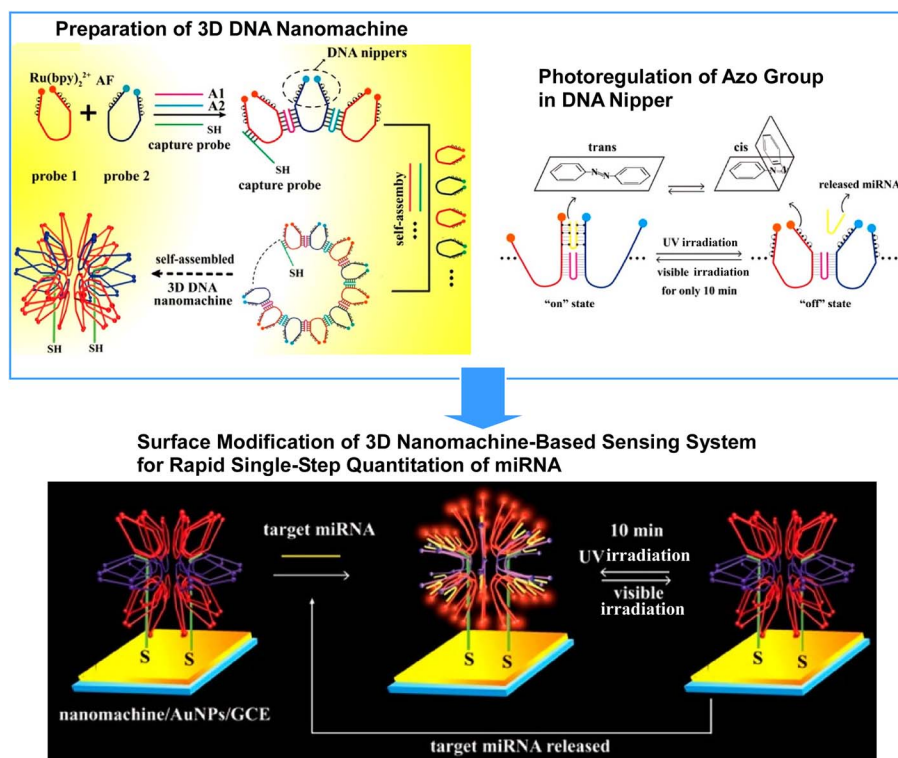 Preparation of 3D DNA Nanomachine
DNA nippers
Ru(bpy)₂²⁺ AF
A1
A2
SH
capture probe
probe 1 probe 2
SH
capture probe
self-assemby
self-assembled
3D DNA
nanomachine
SH
SH SH
Photoregulation of Azo Group
in DNA Nipper
trans
cis
N N
released miRNA
UV irradiation
visible irradiation
for only 10 min
"on" state
"off" state
Surface Modification of 3D Nanomachine-Based Sensing System
for Rapid Single-Step Quantitation of miRNA
target miRNA
10 min
UV irradiation
visible
irradiation
S S
S S
S S
nanomachine/AuNPs/GCE
target miRNA released